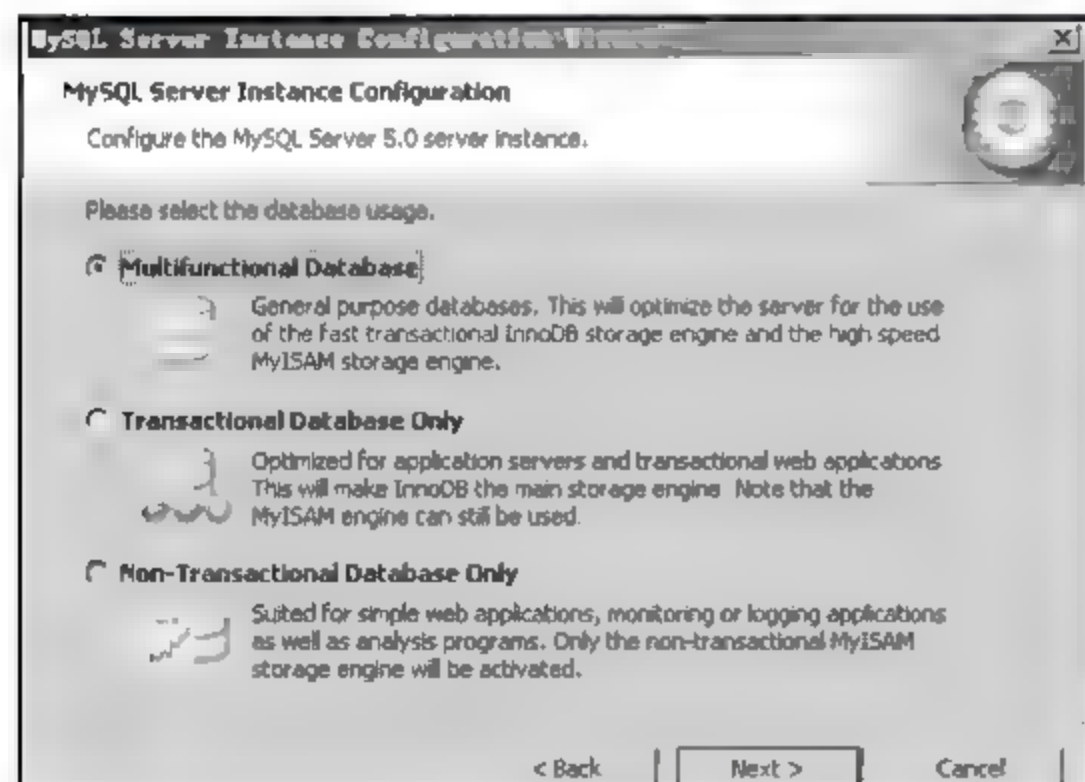 MySQL Server Instance Configuration
MySQL Server Instance Configuration
Configure the MySQL Server 5.0 server instance.
Please select the database usage.
Multifunctional Database
General purpose databases. This will optimize the server for the use
of the fast transactional InnoDB storage engine and the high speed
MyISAM storage engine.
Transactional Database Only
Optimized for application servers and transactional web applications
This will make InnoDB the main storage engine Note that the
MyISAM engine can still be used.
Non-Transactional Database Only
Suited for simple web applications, monitoring or logging applications
as well as analysis programs. Only the non-transactional MyISAM
storage engine will be activated.
< Back
Next >
Cancel